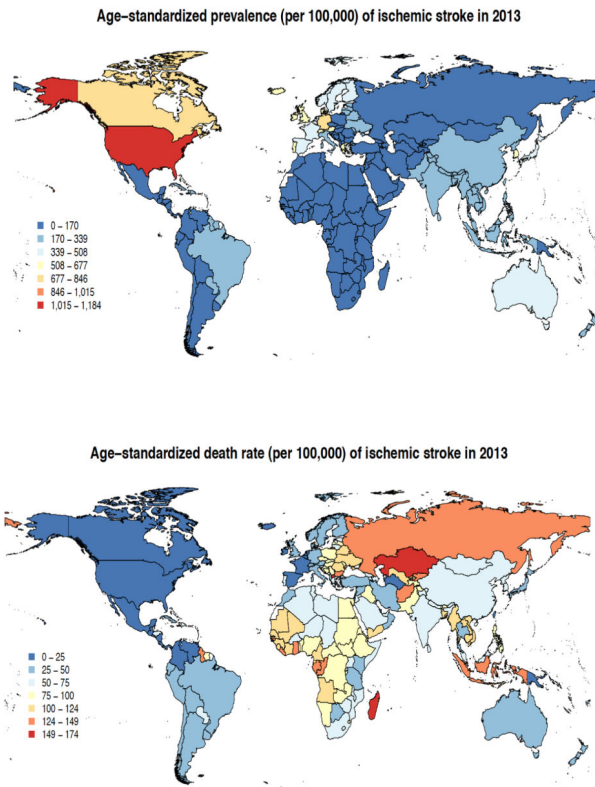 Age–standardized prevalence (per 100,000) of ischemic stroke in 2013
0 – 170
170 – 339
339 – 508
508 – 677
677 – 846
846 – 1,015
1,015 – 1,184
Age–standardized death rate (per 100,000) of ischemic stroke in 2013
0 – 25
25 – 50
50 – 75
75 – 100
100 – 124
124 – 149
149 – 174